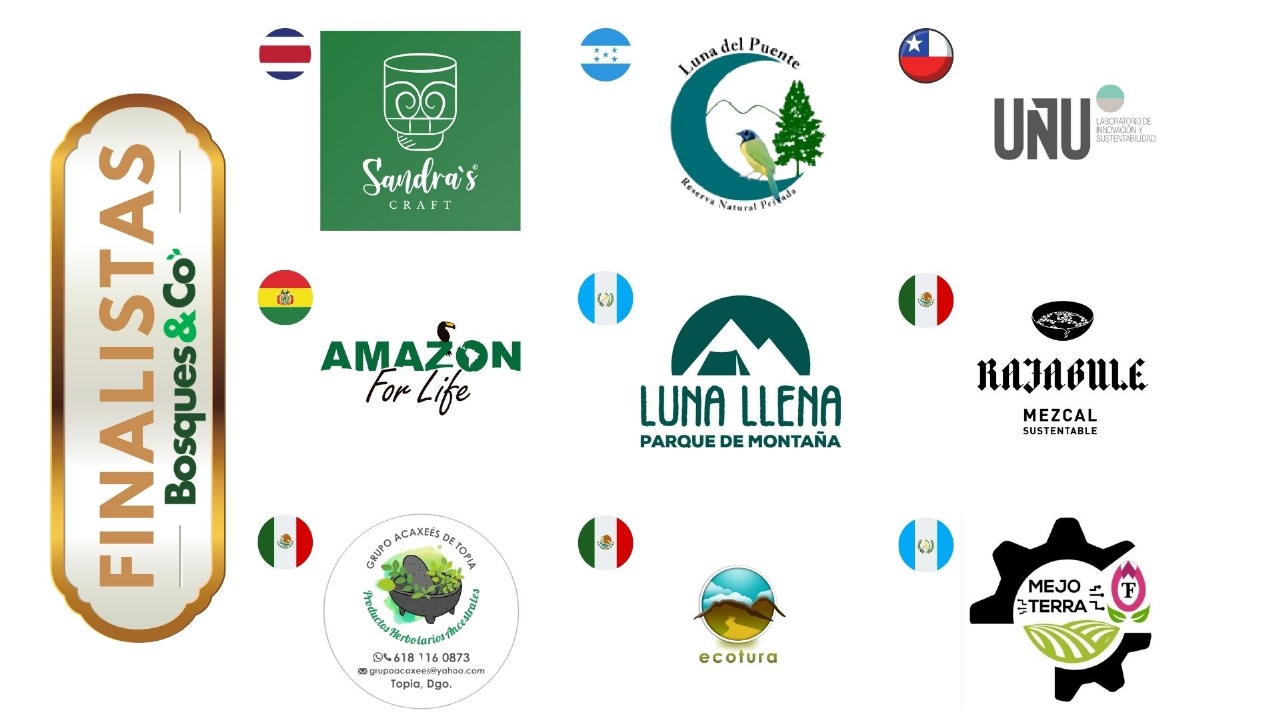 FINALISTAS
Bosques&Co
Sandra's®
CRAFT
Luna del Puente
Reserva Natural Privada
UÑU
LABORATORIO DE
INNOVACIÓN Y
SUSTENTABILIDAD
AMAZON
For Life
LUNA LLENA
PARQUE DE MONTAÑA
RAJABULE
MEZCAL
SUSTENTABLE
GRUPO ACAXEÉS DE TOPIA
Productos Herbolarios Ancestrales
618 116 0873
grupoacaxees@yahoo.com
Topia, Dgo.
ecotura
MEJO
TERRA
T